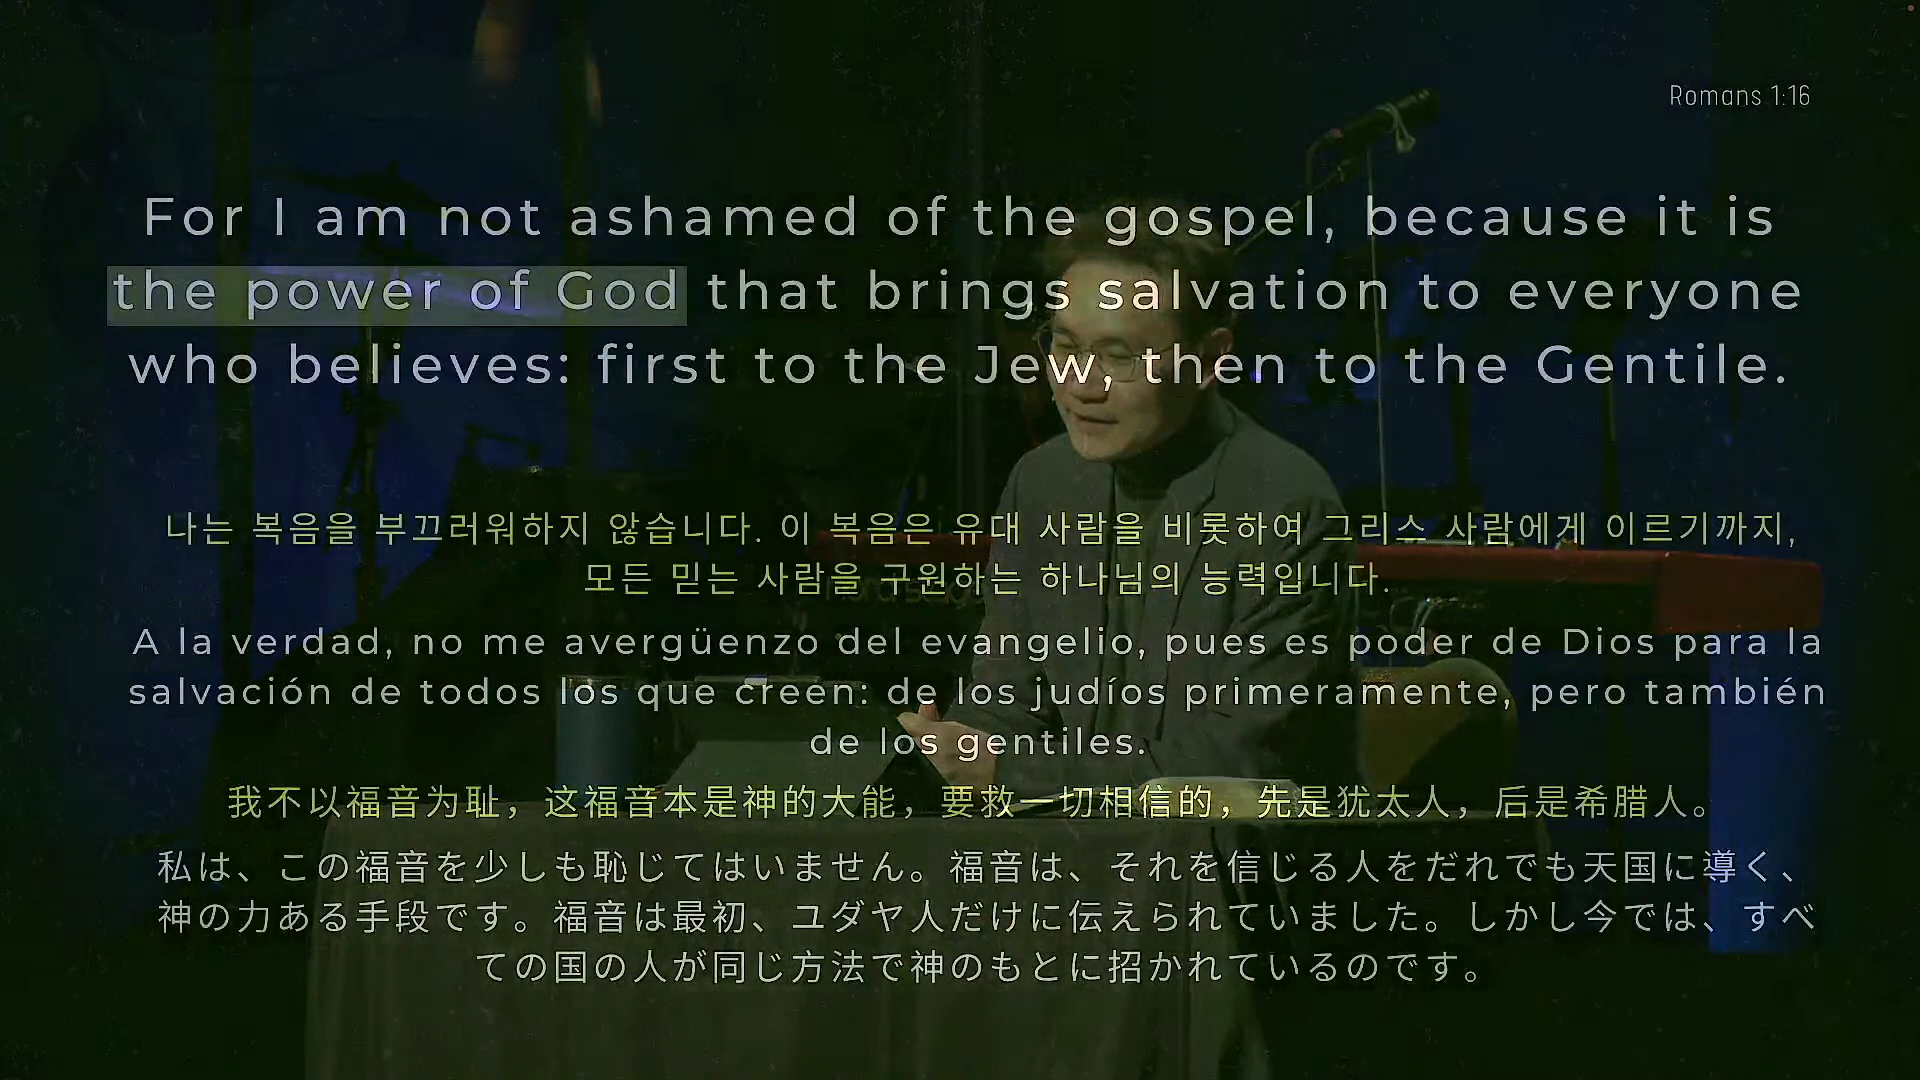 Romans 1:16
For I am not ashamed of the gospel, because it is
the power of God that brings salvation to everyone
who believes: first to the Jew, then to the Gentile.
나는 복음을 부끄러워하지 않습니다. 이 복음은 유대 사람을 비롯하여 그리스 사람에게 이르기까지,
모든 믿는 사람을 구원하는 하나님의 능력입니다.
A la verdad, no me avergüenzo del evangelio, pues es poder de Dios para la
salvación de todos los que creen: de los judíos primeramente, pero también
de los gentiles.
我不以福音为耻，这福音本是神的大能，要救一切相信的，先是犹太人，后是希腊人。
私は、この福音を少しも恥じてはいません。福音は、それを信じる人をだれでも天国に導く、
神の力ある手段です。福音は最初、ユダヤ人だけに伝えられていました。しかし今では、すべ
ての国の人が同じ方法で神のもとに招かれているのです。